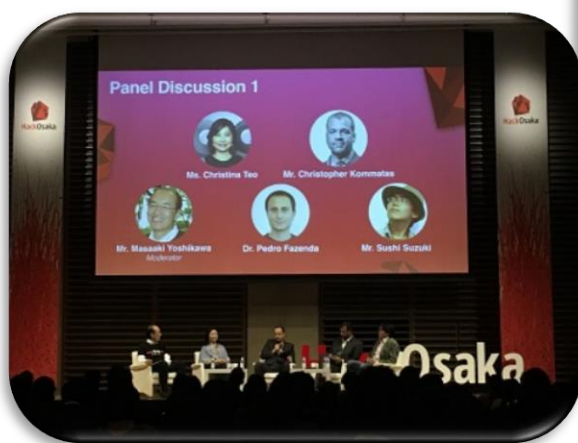 Panel Discussion 1
HackOsaka
HackOsaka
Ms. Christina Teo
Mr. Christopher Kommatas
Mr. Masaaki Yoshikawa
Moderator
Dr. Pedro Fazenda
Mr. Sushi Suzuki
Osaka